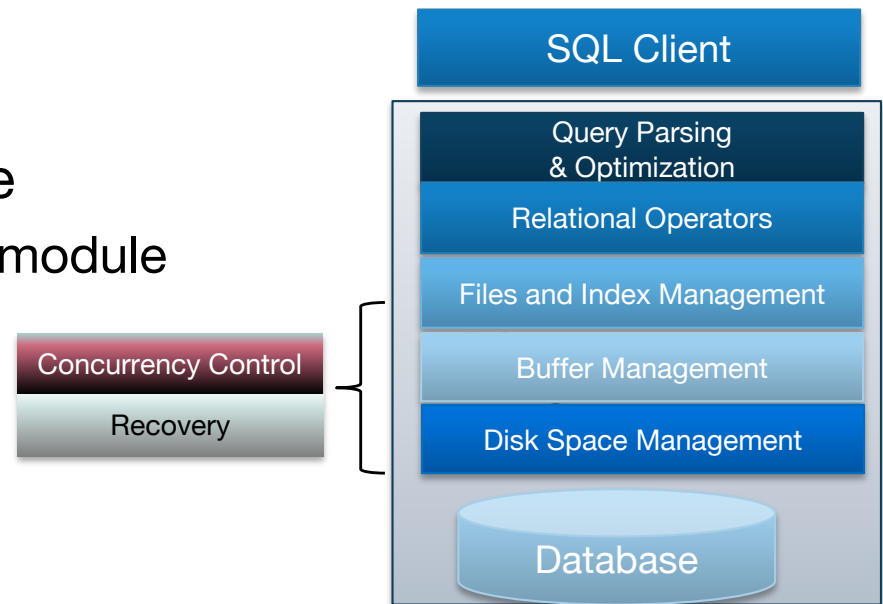 SQL Client
Query Parsing
& Optimization
e
Relational Operators
module
Files and Index Management
Concurrency Control
Buffer Management
Recovery
Disk Space Management
Database